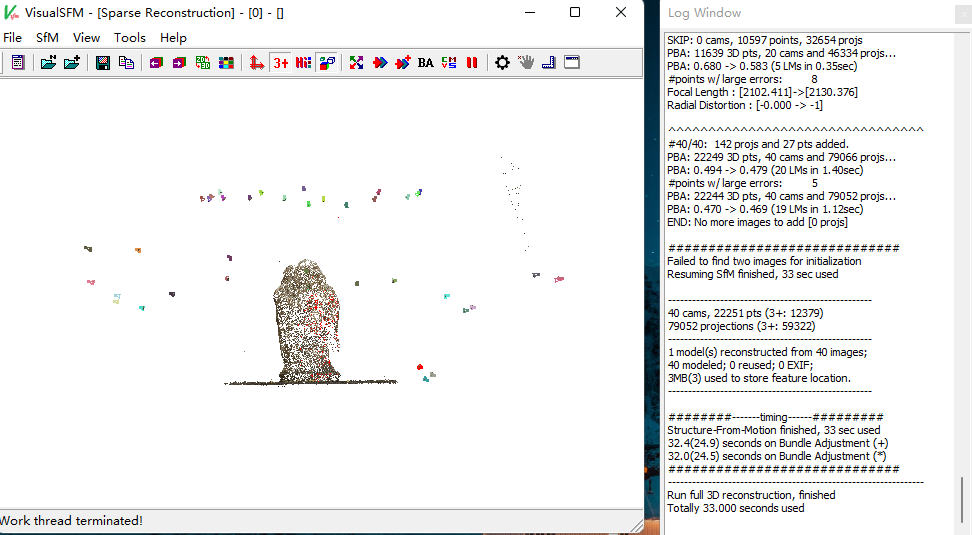 VisualSFM - [Sparse Reconstruction] - [0] - []
File SfM View Tools Help
3+ BA
Work thread terminated!
Log Window
SKIP: 0 cams, 10597 points, 32654 projs
PBA: 11639 3D pts, 20 cams and 46334 projs...
PBA: 0.680 -> 0.583 (5 LMs in 0.35sec)
#points w/ large errors: 8
Focal Length : [2102.411]->[2130.376]
Radial Distortion : [-0.000 -> -1]
^^^^^^^^^^^^^^^^^^^^^^^^^^^^^^^^
#40/40: 142 projs and 27 pts added.
PBA: 22249 3D pts, 40 cams and 79066 projs...
PBA: 0.494 -> 0.479 (20 LMs in 1.40sec)
#points w/ large errors: 5
PBA: 22244 3D pts, 40 cams and 79052 projs...
PBA: 0.470 -> 0.469 (19 LMs in 1.12sec)
END: No more images to add [0 projs]
#############################
Failed to find two images for initialization
Resuming SfM finished, 33 sec used
----------------------------------------------
40 cams, 22251 pts (3+: 12379)
79052 projections (3+: 59322)
----------------------------------------------
1 model(s) reconstructed from 40 images;
40 modeled; 0 reused; 0 EXIF;
3MB(3) used to store feature location.
----------------------------------------------
########-------timing------#########
Structure-From-Motion finished, 33 sec used
32.4(24.9) seconds on Bundle Adjustment (+)
32.0(24.5) seconds on Bundle Adjustment (*)
#############################
----------------------------------------------------------
Run full 3D reconstruction, finished
Totally 33.000 seconds used